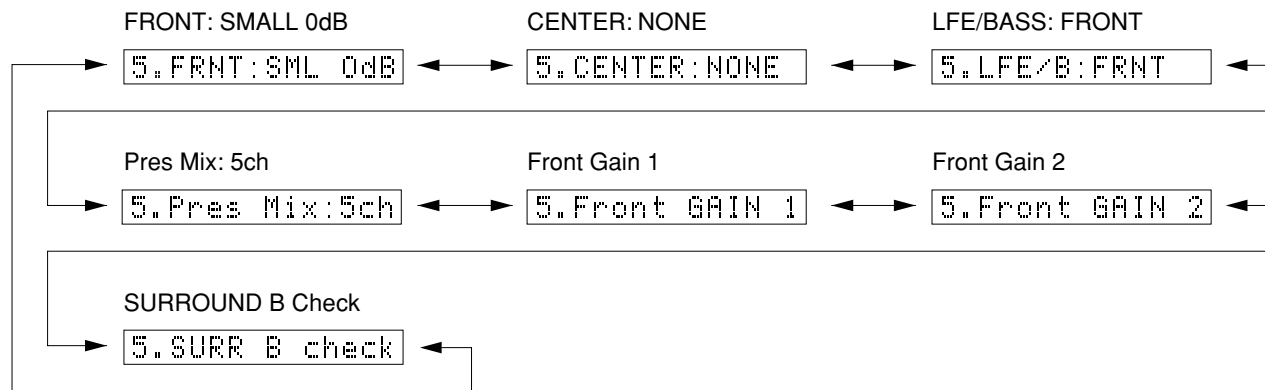 FRONT: SMALL 0dB CENTER: NONE LFE/BASS: FRONT
5.FRNT:SML 0dB 5.CENTER:NONE 5.LFE/B:FRNT
Pres Mix: 5ch Front Gain 1 Front Gain 2
5.Pres Mix:5ch 5.Front GAIN 1 5.Front GAIN 2
SURROUND B Check
5.SURR B check